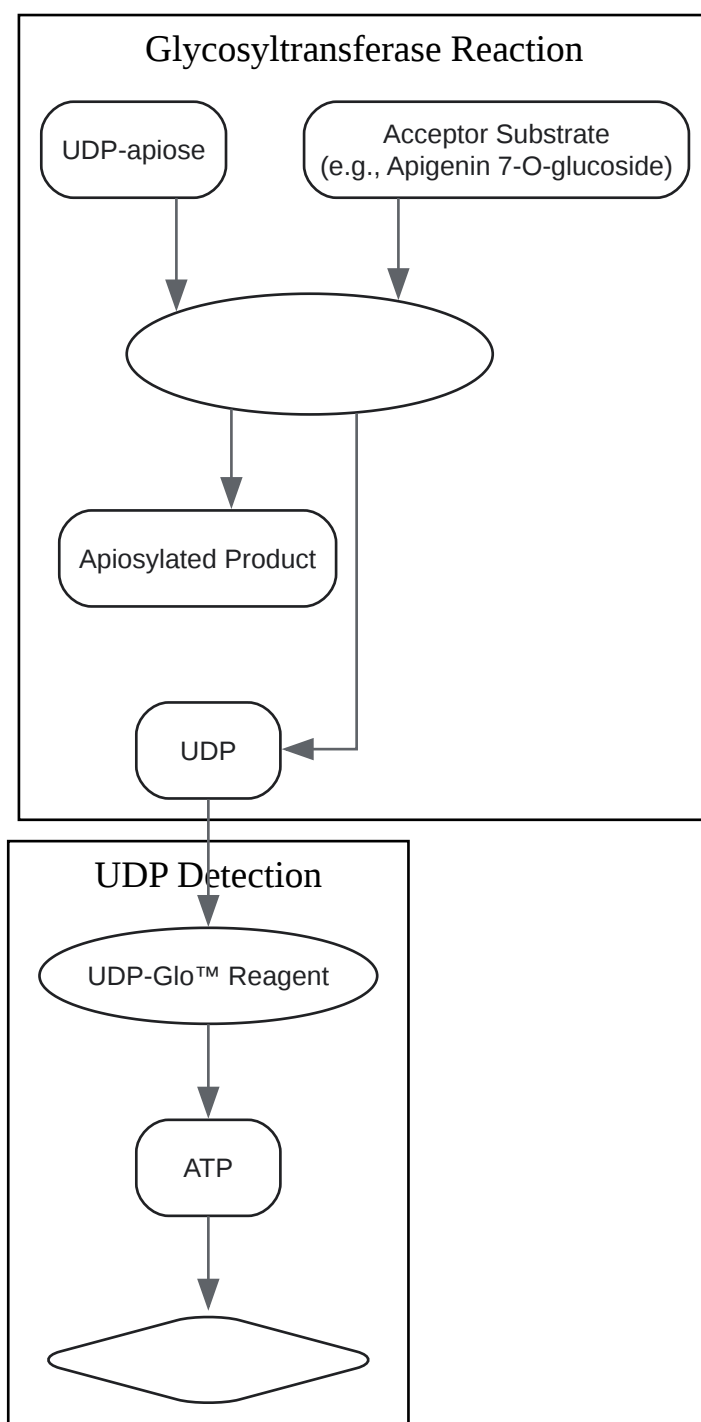 Glycosyltransferase Reaction
UDP-apiose
Acceptor Substrate
(e.g., Apigenin 7-O-glucoside)
Apiosylated Product
UDP
UDP Detection
UDP-Glo™ Reagent
ATP